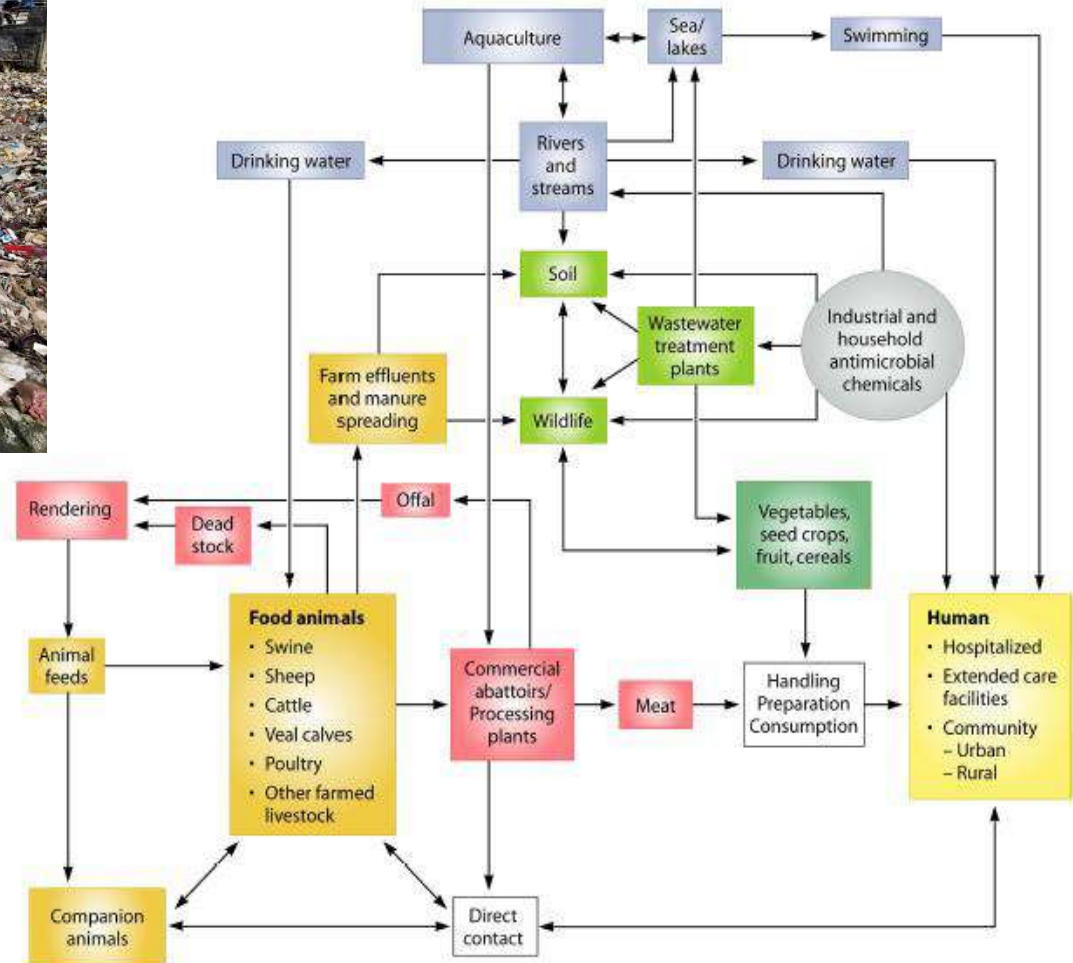 Aquaculture
Sea/
lakes
Swimming
Drinking water
Rivers
and
streams
Drinking water
Soil
Industrial and
household
antimicrobial
chemicals
Wastewater
treatment
plants
Farm effluents
and manure
spreading
Wildlife
Rendering
Offal
Dead
stock
Vegetables,
seed crops,
fruit, cereals
Food animals
• Swine
• Sheep
• Cattle
• Veal calves
• Poultry
• Other farmed
livestock
Human
• Hospitalized
• Extended care
facilities
• Community
– Urban
– Rural
Animal
feeds
Commercial
abattoirs/
Processing
plants
Meat
Handling
Preparation
Consumption
Companion
animals
Direct
contact